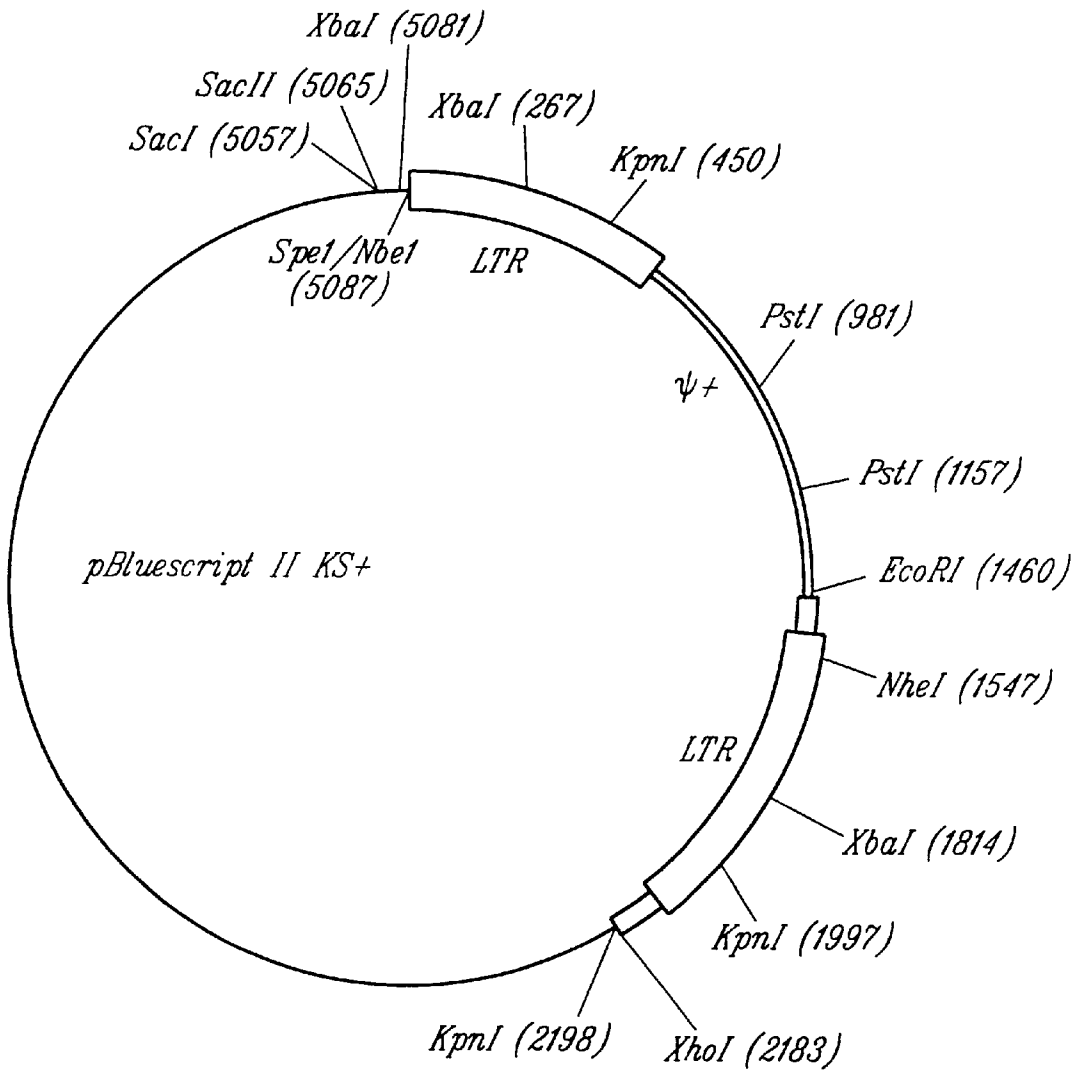 XbaI (5081)
SacII (5065)
XbaI (267)
SacI (5057)
KpnI (450)
Spe1/Nbe1
(5087)
LTR
PstI (981)
ψ+
PstI (1157)
pBluescript II KS+
EcoRI (1460)
NheI (1547)
LTR
XbaI (1814)
KpnI (1997)
KpnI (2198)
XhoI (2183)